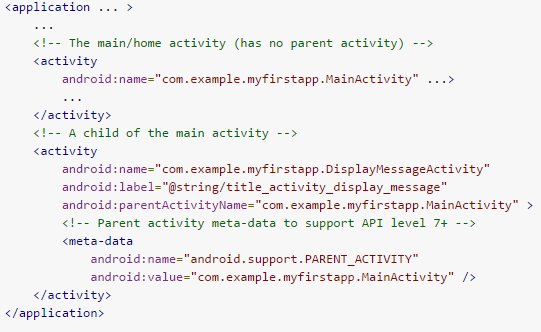 <application ... >
    ...
    <!-- The main/home activity (has no parent activity) -->
    <activity
        android:name="com.example.myfirstapp.MainActivity" ...>
        ...
    </activity>
    <!-- A child of the main activity -->
    <activity
        android:name="com.example.myfirstapp.DisplayMessageActivity"
        android:label="@string/title_activity_display_message"
        android:parentActivityName="com.example.myfirstapp.MainActivity" >
        <!-- Parent activity meta-data to support API level 7+ -->
        <meta-data
            android:name="android.support.PARENT_ACTIVITY"
            android:value="com.example.myfirstapp.MainActivity" />
    </activity>
</application>